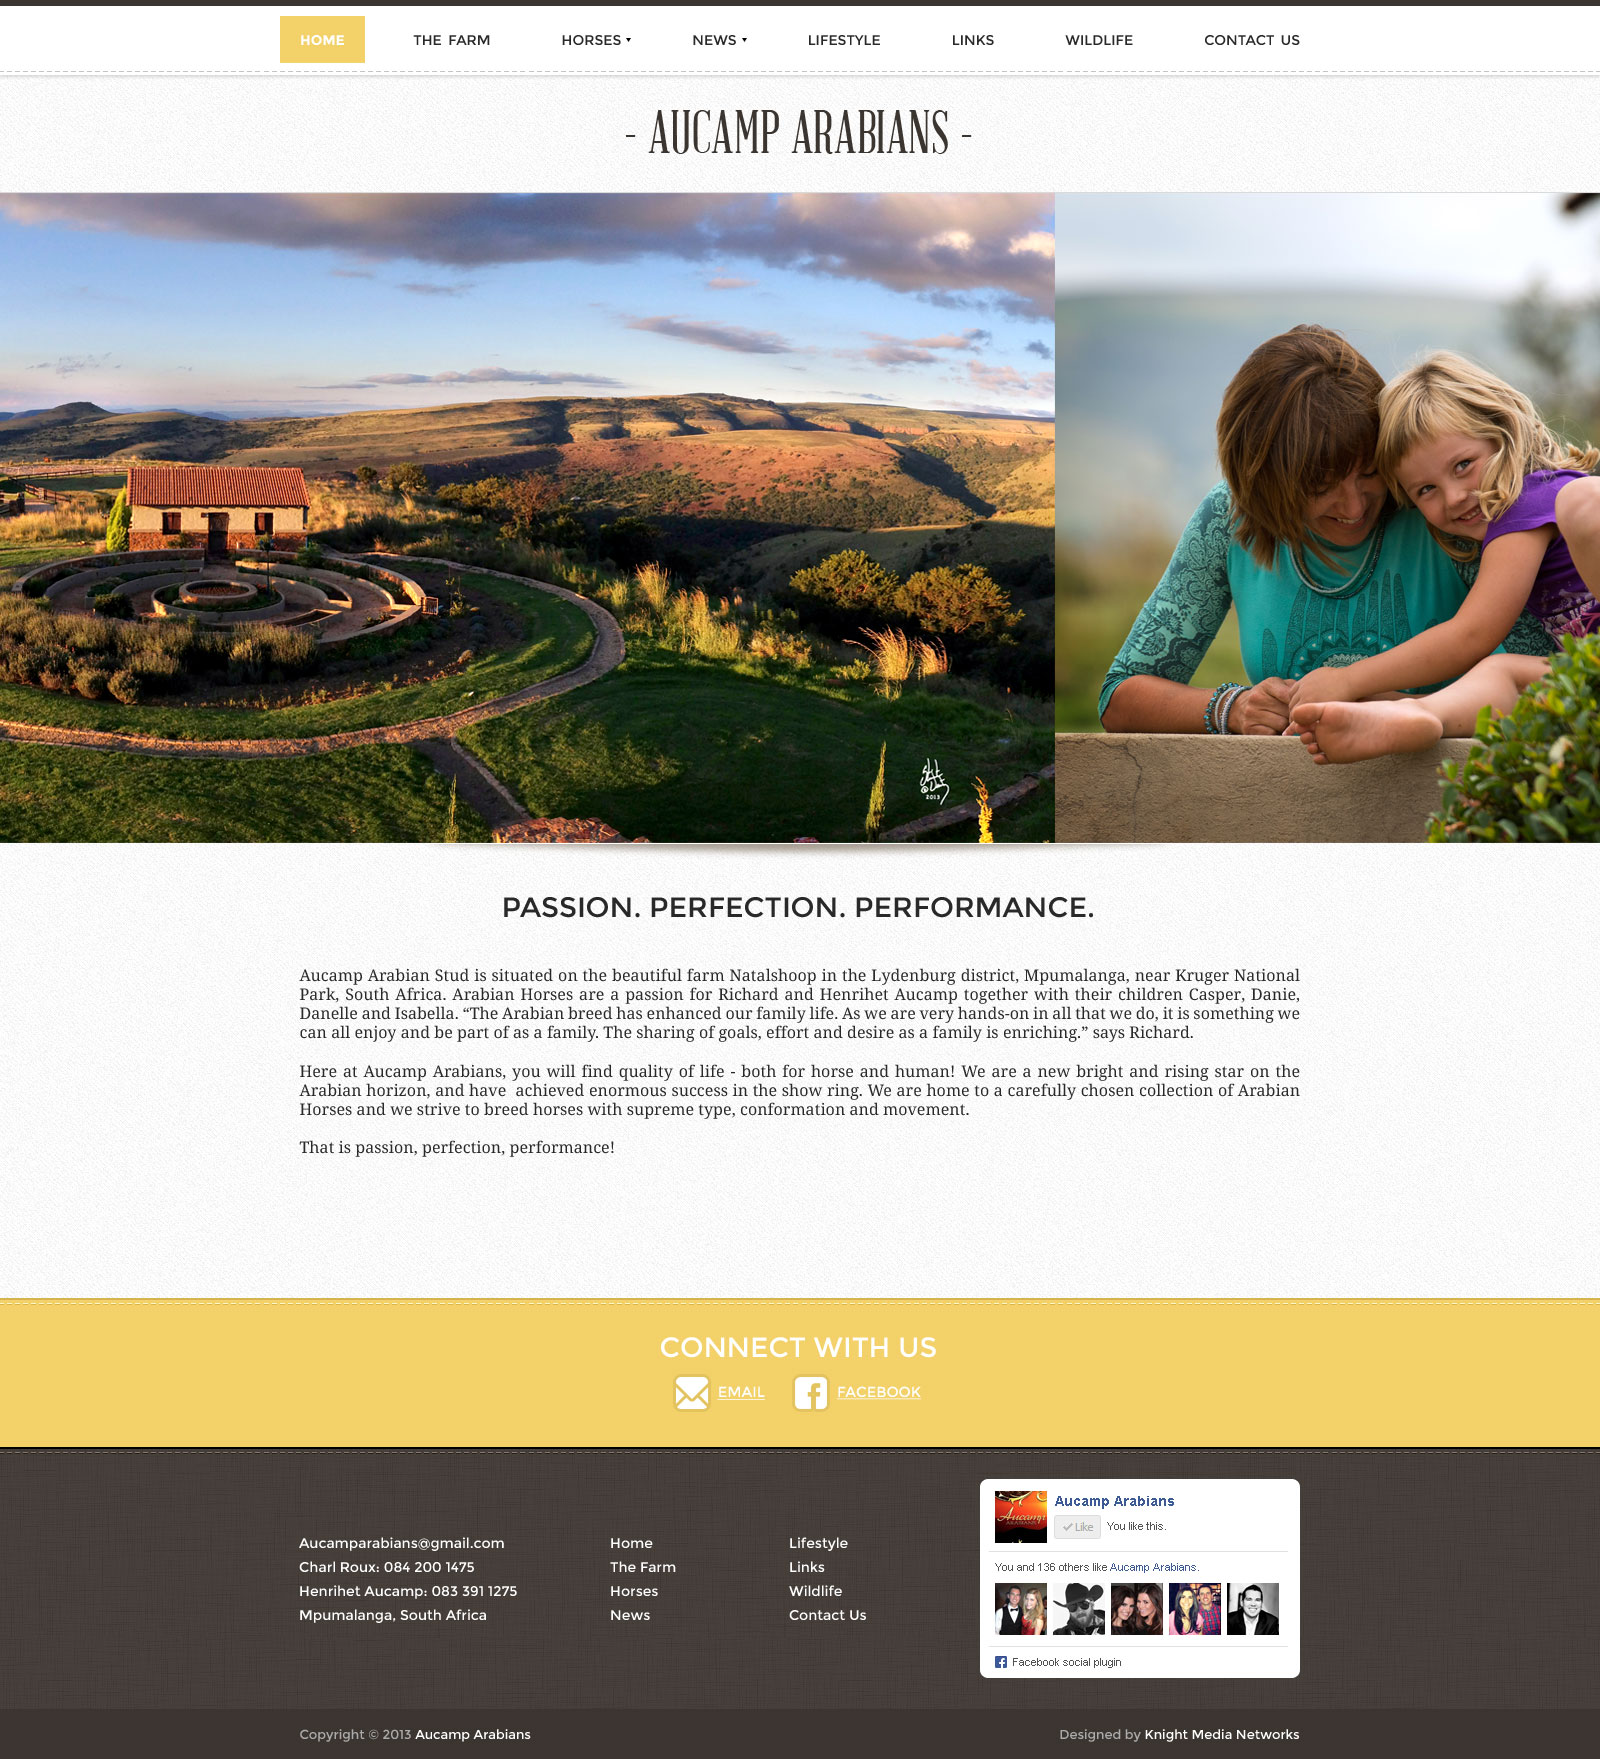 HOME THE FARM HORSES NEWS LIFESTYLE LINKS WILDLIFE CONTACT US
- AUCAMP ARABIANS -
2013
PASSION. PERFECTION. PERFORMANCE.
Aucamp Arabian Stud is situated on the beautiful farm Natalshoop in the Lydenburg district, Mpumalanga, near Kruger National
Park, South Africa. Arabian Horses are a passion for Richard and Henrihet Aucamp together with their children Casper, Danie,
Danelle and Isabella. “The Arabian breed has enhanced our family life. As we are very hands-on in all that we do, it is something we
can all enjoy and be part of as a family. The sharing of goals, effort and desire as a family is enriching.” says Richard.
Here at Aucamp Arabians, you will find quality of life - both for horse and human! We are a new bright and rising star on the
Arabian horizon, and have achieved enormous success in the show ring. We are home to a carefully chosen collection of Arabian
Horses and we strive to breed horses with supreme type, conformation and movement.
That is passion, perfection, performance!
CONNECT WITH US
EMAIL FACEBOOK
Aucamparabians@gmail.com
Charl Roux: 084 200 1475
Henrihet Aucamp: 083 391 1275
Mpumalanga, South Africa
Home
The Farm
Horses
News
Lifestyle
Links
Wildlife
Contact Us
Aucamp
ARABIANS
Aucamp Arabians
Like You like this.
You and 136 others like Aucamp Arabians.
Facebook social plugin
Copyright © 2013 Aucamp Arabians
Designed by Knight Media Networks